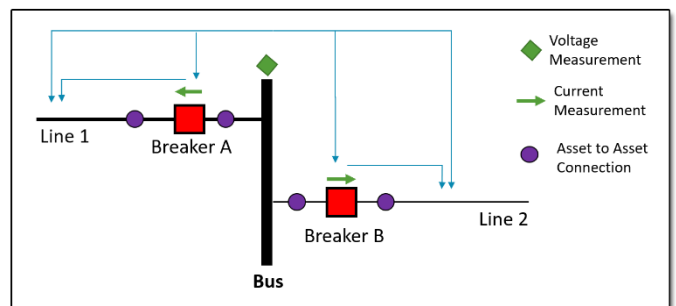 Voltage
Measurement
Current
Measurement
Asset to Asset
Connection
Line 1
Breaker A
Breaker B
Line 2
Bus